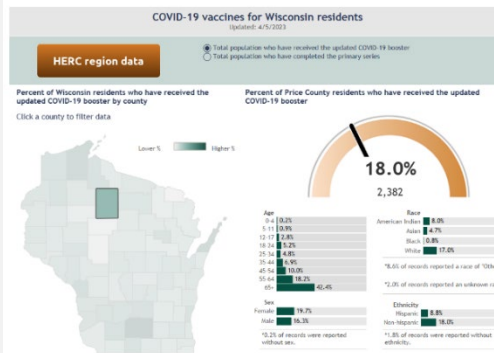 COVID-19 vaccines for Wisconsin residents
Updated: 4/5/2023
HERC region data
Total population who have received the updated COVID-19 booster
Total population who have completed the primary series
Percent of Wisconsin residents who have received the
updated COVID-19 booster by county
Click a county to filter data
Lower %
Higher %
Percent of Price County residents who have received the updated
COVID-19 booster
18.0%
2,382
Age
0-4 0.2%
5-11 0.9%
12-17 2.8%
18-24 5.2%
25-34 4.8%
35-44 6.9%
45-54 10.0%
55-64 18.2%
65+ 42.4%
Sex
Female 19.7%
Male 16.3%
*0.2% of records were reported
without sex.
Race
American Indian 8.0%
Asian 4.7%
Black 0.8%
White 17.0%
*8.6% of records reported a race of "Oth
*2.0% of records reported an unknown
Ethnicity
Hispanic 8.8%
Non-hispanic 18.0%
*1.8% of records were reported without
ethnicity.